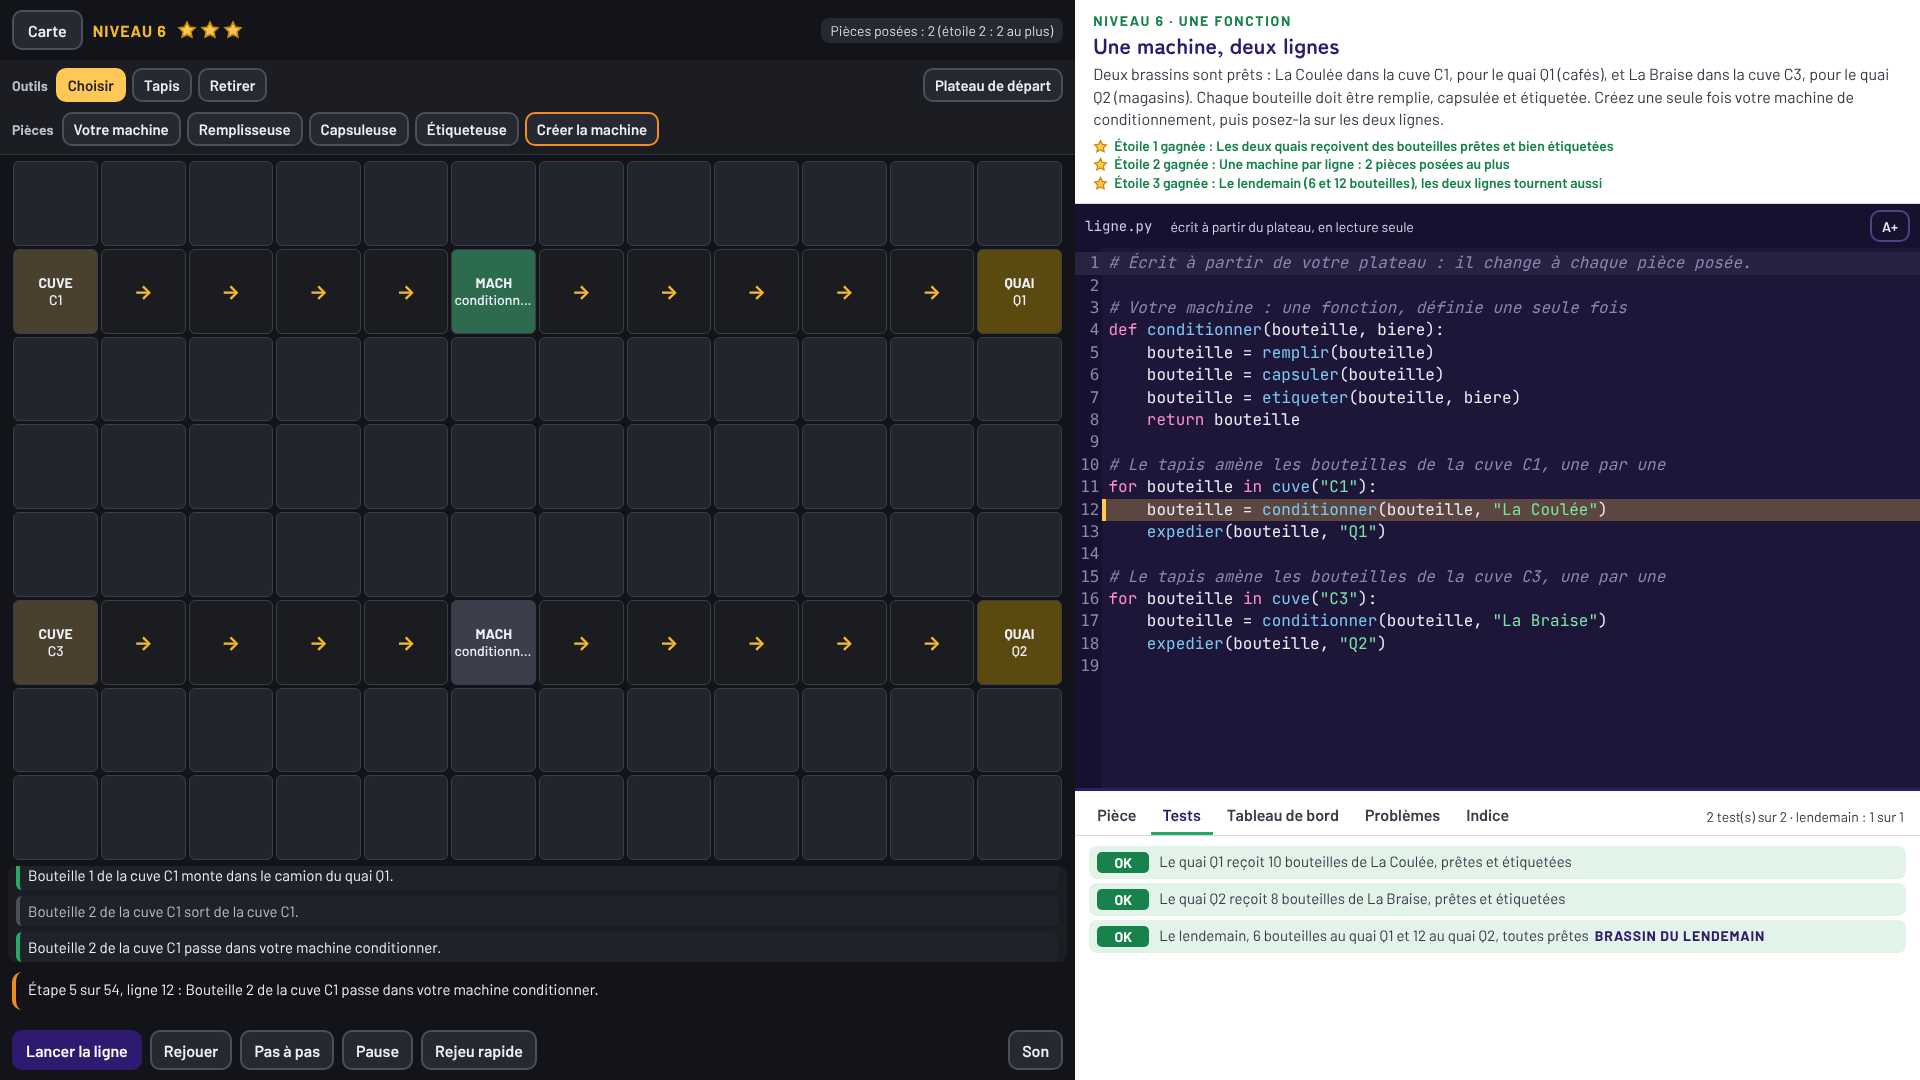 Carte
NIVEAU 6
Pièces posées : 2 (étoile 2 : 2 au plus)
Outils
Choisir
Tapis
Retirer
Plateau de départ
Pièces
Votre machine
Remplisseuse
Capsuleuse
Étiqueteuse
Créer la machine
CUVE
C1
→ → → →
MACH
conditionn...
→ → → → →
QUAI
Q1
CUVE
C3
→ → → →
MACH
conditionn...
→ → → → →
QUAI
Q2
Bouteille 1 de la cuve C1 monte dans le camion du quai Q1.
Bouteille 2 de la cuve C1 sort de la cuve C1.
Bouteille 2 de la cuve C1 passe dans votre machine conditionner.
Étape 5 sur 54, ligne 12 : Bouteille 2 de la cuve C1 passe dans votre machine conditionner.
Lancer la ligne
Rejouer
Pas à pas
Pause
Rejeu rapide
Son
NIVEAU 6 · UNE FONCTION
Une machine, deux lignes
Deux brassins sont prêts : La Coulée dans la cuve C1, pour le quai Q1 (cafés), et La Braise dans la cuve C3, pour le quai
Q2 (magasins). Chaque bouteille doit être remplie, capsulée et étiquetée. Créez une seule fois votre machine de
conditionnement, puis posez-la sur les deux lignes.
Étoile 1 gagnée : Les deux quais reçoivent des bouteilles prêtes et bien étiquetées
Étoile 2 gagnée : Une machine par ligne : 2 pièces posées au plus
Étoile 3 gagnée : Le lendemain (6 et 12 bouteilles), les deux lignes tournent aussi
ligne.py
écrit à partir du plateau, en lecture seule
A+
1 # Écrit à partir de votre plateau : il change à chaque pièce posée.
2
3 # Votre machine : une fonction, définie une seule fois
4 def conditionner(bouteille, biere):
5     bouteille = remplir(bouteille)
6     bouteille = capsuler(bouteille)
7     bouteille = etiqueter(bouteille, biere)
8     return bouteille
9
10 # Le tapis amène les bouteilles de la cuve C1, une par une
11 for bouteille in cuve("C1"):
12     bouteille = conditionner(bouteille, "La Coulée")
13     expedier(bouteille, "Q1")
14
15 # Le tapis amène les bouteilles de la cuve C3, une par une
16 for bouteille in cuve("C3"):
17     bouteille = conditionner(bouteille, "La Braise")
18     expedier(bouteille, "Q2")
19
Pièce
Tests
Tableau de bord
Problèmes
Indice
2 test(s) sur 2 · lendemain : 1 sur 1
OK Le quai Q1 reçoit 10 bouteilles de La Coulée, prêtes et étiquetées
OK Le quai Q2 reçoit 8 bouteilles de La Braise, prêtes et étiquetées
OK Le lendemain, 6 bouteilles au quai Q1 et 12 au quai Q2, toutes prêtes BRASSIN DU LENDEMAIN